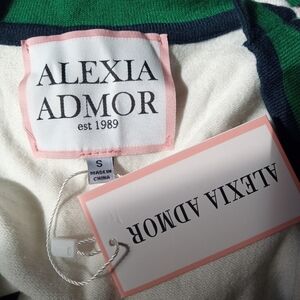 ALEXIA
ADMOR
est 1989
S
MADE IN
CHINA
ALEXIA ADMOR